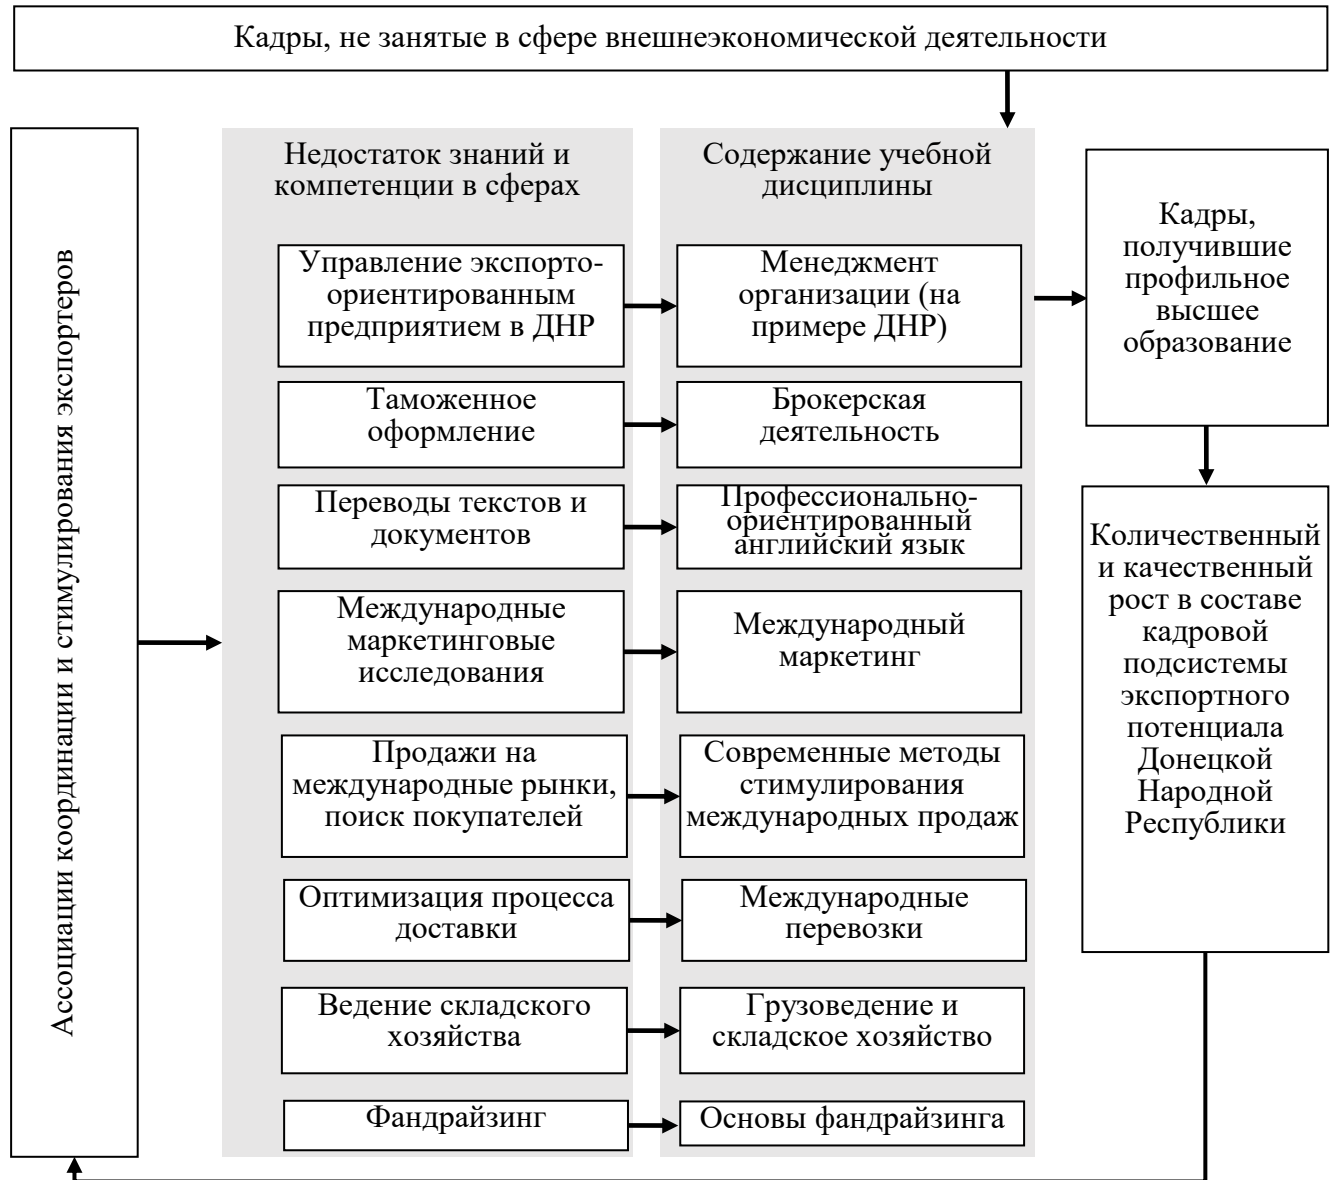 Кадры, не занятые в сфере внешнеэкономической деятельности
Ассоциации координации и стимулирования экспортеров
Недостаток знаний и
компетенции в сферах
Управление экспорто-
ориентированным
предприятием в ДНР
Таможенное
оформление
Переводы текстов и
документов
Международные
маркетинговые
исследования
Продажи на
международные рынки,
поиск покупателей
Оптимизация процесса
доставки
Ведение складского
хозяйства
Фандрайзинг
Содержание учебной
дисциплины
Менеджмент
организации (на
примере ДНР)
Брокерская
деятельность
Профессионально-
ориентированный
английский язык
Международный
маркетинг
Современные методы
стимулирования
международных продаж
Международные
перевозки
Грузоведение и
складское хозяйство
Основы фандрайзинга
Кадры,
получившие
профильное
высшее
образование
Количественный
и качественный
рост в составе
кадровой
подсистемы
экспортного
потенциала
Донецкой
Народной
Республики